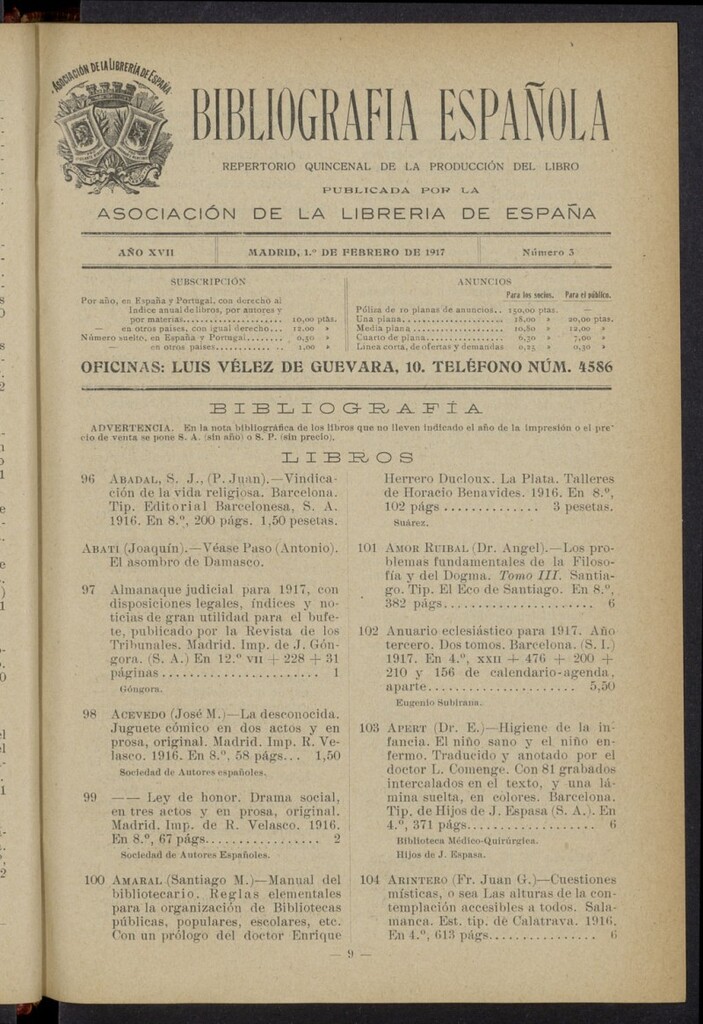 ASOCIACIÓN DE LA LIBRERÍA DE ESPAÑA
BIBLIOGRAFIA ESPAÑOLA
REPERTORIO QUINCENAL DE LA PRODUCCIÓN DEL LIBRO
PUBLICADA POR LA
ASOCIACIÓN DE LA LIBRERIA DE ESPAÑA
AÑO XVII
MADRID, 1.º DE FEBRERO DE 1917
Número 3
SUBSCRIPCIÓN
Por año, en España y Portugal, con derecho al
índice anual de libros, por autores y
por materias..................... 10,00 ptas.
— en otros países, con igual derecho... 12,00 »
Número suelto, en España y Portugal........ 0,50 »
— en otros países............. 1,00 »
ANUNCIOS
Para los socios. Para el público.
Póliza de 10 planas de anuncios.. 150,00 ptas. —
Una plana.................... 18,00 » 20,00 ptas.
Media plana.................. 10,80 » 12,00 »
Cuarto de plana............... 6,30 » 7,00 »
Línea corta, de ofertas y demandas 0,25 » 0,30 »
OFICINAS: LUIS VÉLEZ DE GUEVARA, 10. TELÉFONO NÚM. 4586
BIBLIOGRAFÍA
ADVERTENCIA. En la nota bibliográfica de los libros que no lleven indicado el año de la impresión o el pre-
cio de venta se pone S. A. (sin año) o S. P. (sin precio).
LIBROS
96 ABADAL, S. J., (P. Juan).—Vindica-
ción de la vida religiosa. Barcelona.
Tip. Editorial Barcelonesa, S. A.
1916. En 8.º, 200 págs. 1,50 pesetas.
ABATI (Joaquín).—Véase Paso (Antonio).
El asombro de Damasco.
97 Almanaque judicial para 1917, con
disposiciones legales, índices y no-
ticias de gran utilidad para el bufe-
te, publicado por la Revista de los
Tribunales. Madrid. Imp. de J. Gón-
gora. (S. A.) En 12.º VII + 228 + 31
páginas...................... 1
Góngora.
98 ACEVEDO (José M.)—La desconocida.
Juguete cómico en dos actos y en
prosa, original. Madrid. Imp. R. Ve-
lasco. 1916. En 8.º, 58 págs... 1,50
Sociedad de Autores españoles.
99 —— Ley de honor. Drama social,
en tres actos y en prosa, original.
Madrid. Imp. de R. Velasco. 1916.
En 8.º, 67 págs................. 2
Sociedad de Autores Españoles.
100 AMARAL (Santiago M.)—Manual del
bibliotecario. Reglas elementales
para la organización de Bibliotecas
públicas, populares, escolares, etc.
Con un prólogo del doctor Enrique
Herrero Ducloux. La Plata. Talleres
de Horacio Benavides. 1916. En 8.º,
102 págs ............. 3 pesetas.
Suárez.
101 AMOR RUIBAL (Dr. Angel).—Los pro-
blemas fundamentales de la Filoso-
fía y del Dogma. Tomo III. Santia-
go. Tip. El Eco de Santiago. En 8.º,
382 págs...................... 6
102 Anuario eclesiástico para 1917. Año
tercero. Dos tomos. Barcelona. (S. I.)
1917. En 4.º, XXII + 476 + 200 +
210 y 156 de calendario-agenda,
aparte..................... 5,50
Eugenio Subirana.
103 APERT (Dr. E.)—Higiene de la in-
fancia. El niño sano y el niño en-
fermo. Traducido y anotado por el
doctor L. Comenge. Con 81 grabados
intercalados en el texto, y una lá-
mina suelta, en colores. Barcelona.
Tip. de Hijos de J. Espasa (S. A.). En
4.º, 371 págs................... 6
Biblioteca Médico-Quirúrgica.
Hijos de J. Espasa.
104 ARINTERO (Fr. Juan G.)—Cuestiones
místicas, o sea Las alturas de la con-
templación accesibles a todos. Sala-
manca. Est. tip. de Calatrava. 1916.
En 4.º, 613 págs................ 6
— 9 —